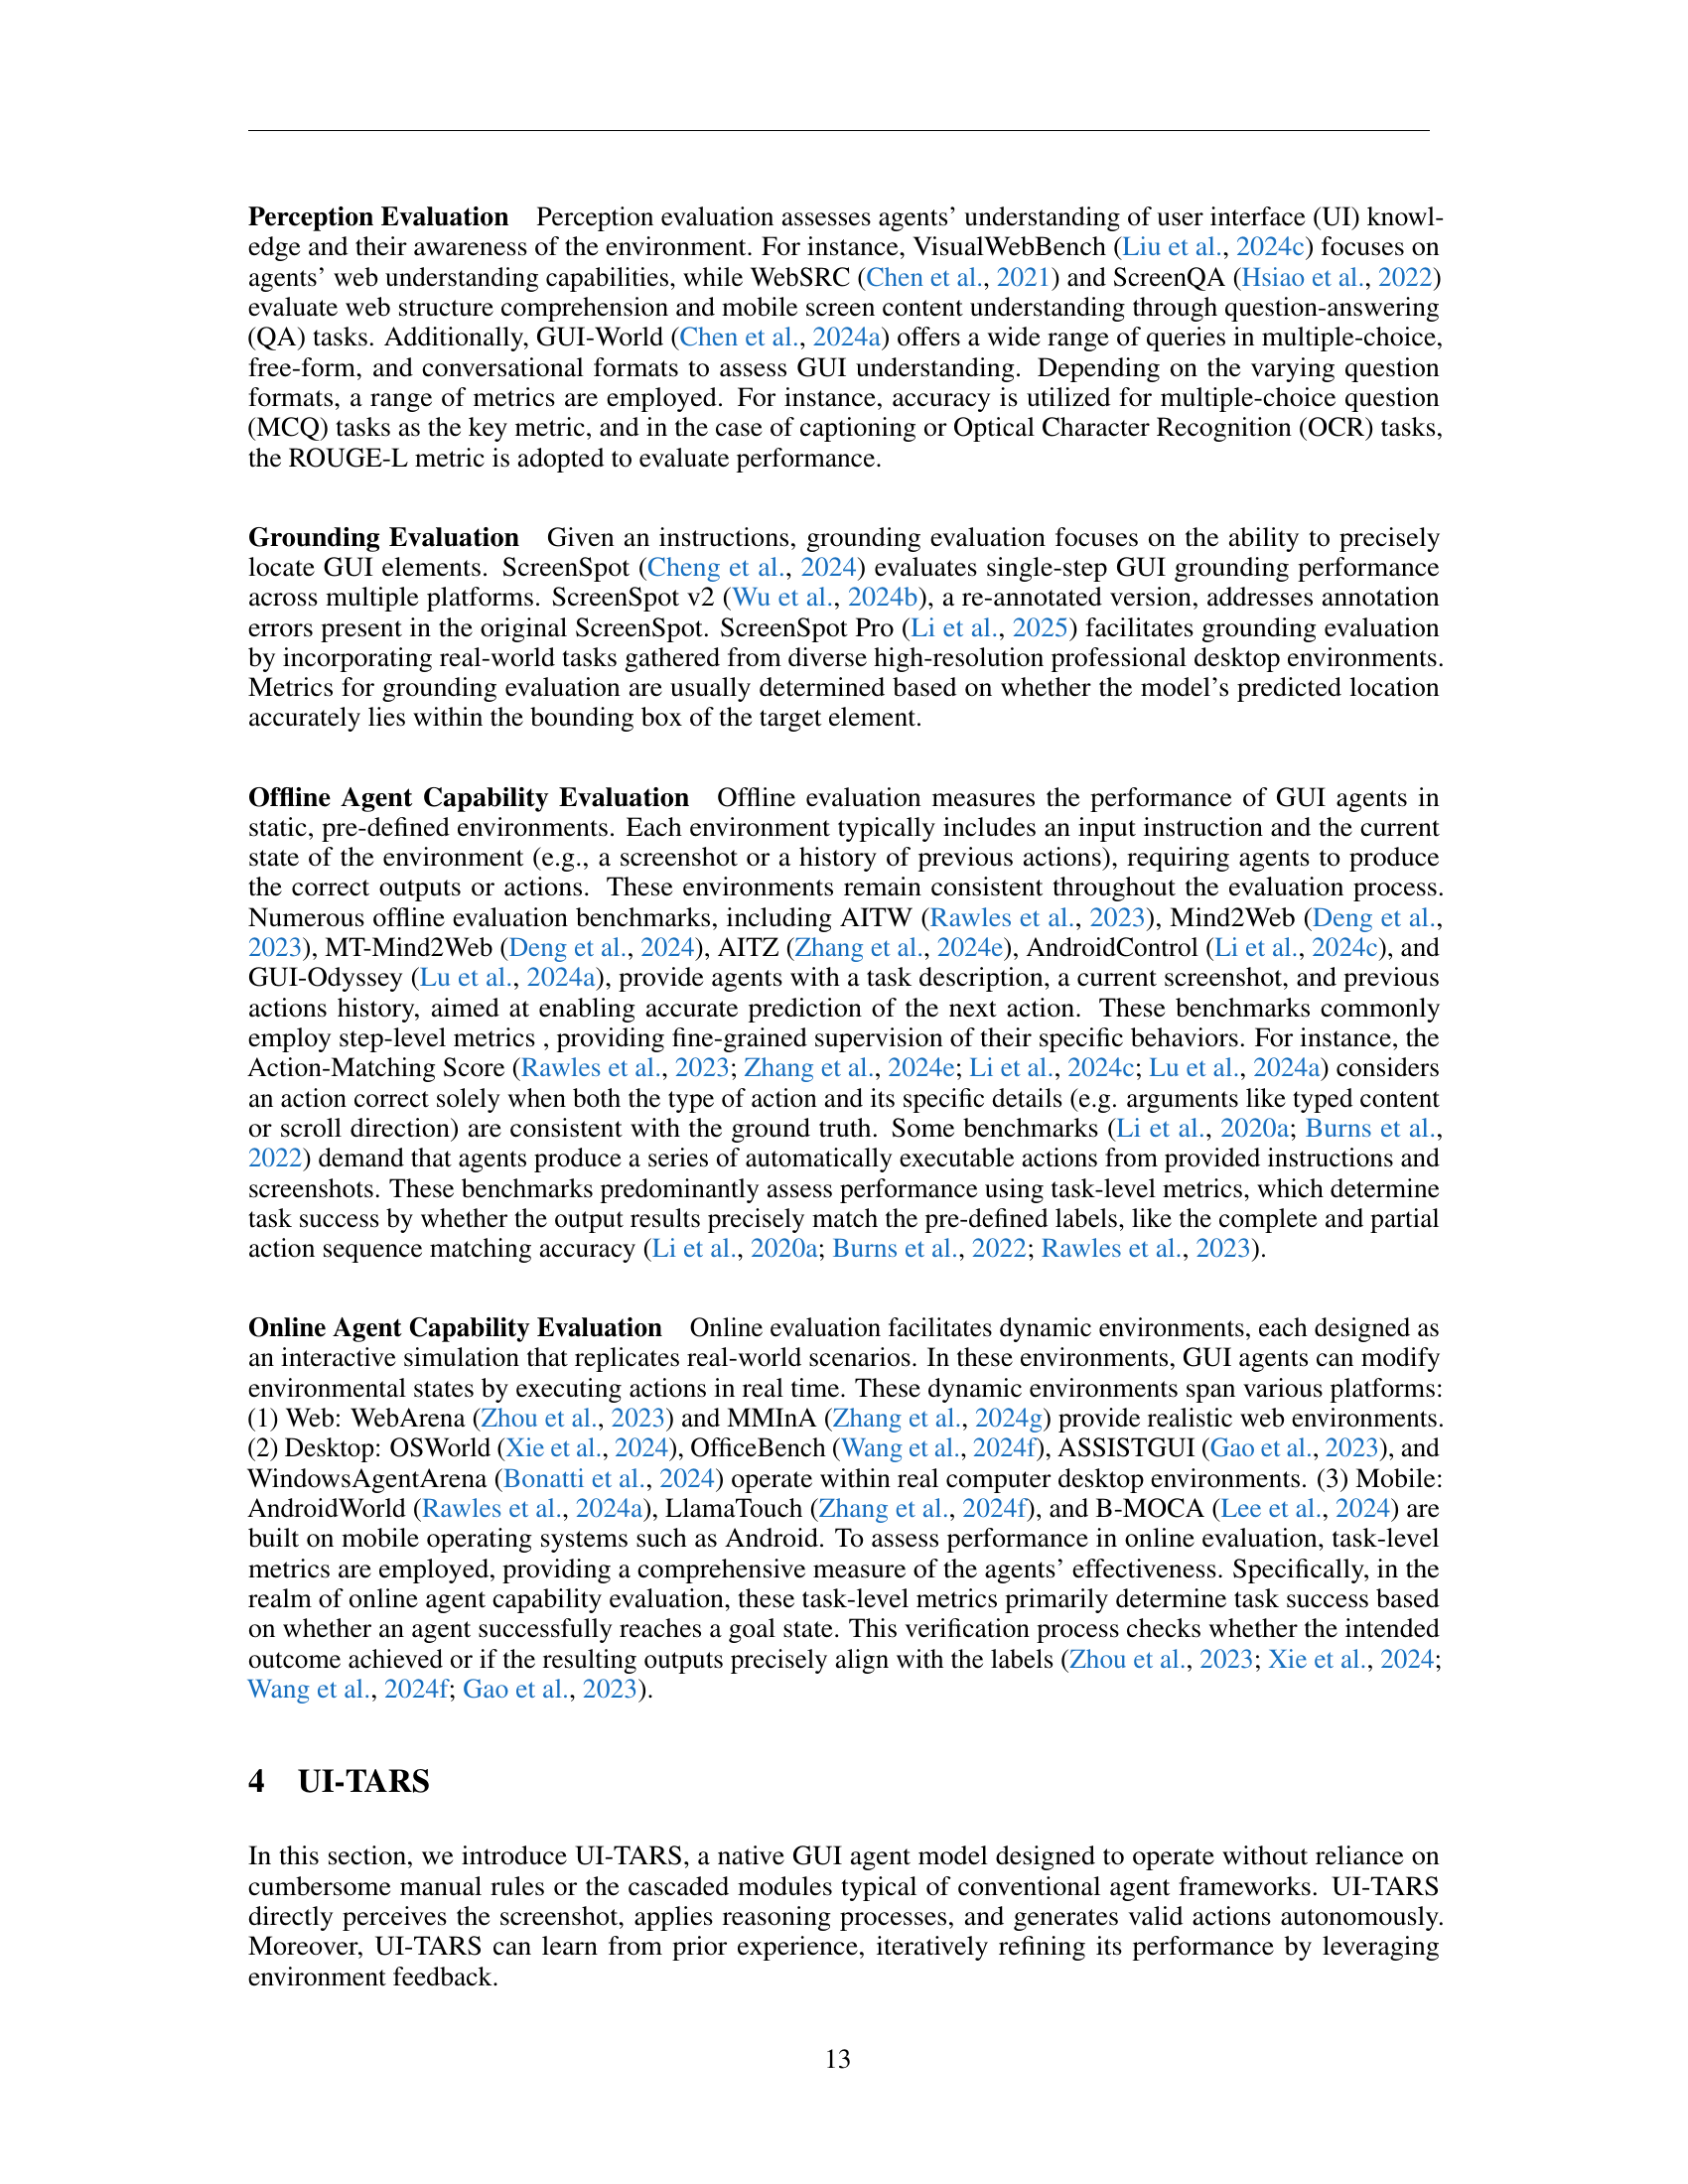 Perception Evaluation Perception evaluation assesses agents’ understanding of user interface (UI) knowl-
edge and their awareness of the environment. For instance, VisualWebBench (Liu et al., 2024c) focuses on
agents’ web understanding capabilities, while WebSRC (Chen et al., 2021) and ScreenQA (Hsiao et al., 2022)
evaluate web structure comprehension and mobile screen content understanding through question-answering
(QA) tasks. Additionally, GUI-World (Chen et al., 2024a) offers a wide range of queries in multiple-choice,
free-form, and conversational formats to assess GUI understanding. Depending on the varying question
formats, a range of metrics are employed. For instance, accuracy is utilized for multiple-choice question
(MCQ) tasks as the key metric, and in the case of captioning or Optical Character Recognition (OCR) tasks,
the ROUGE-L metric is adopted to evaluate performance.
Grounding Evaluation Given an instructions, grounding evaluation focuses on the ability to precisely
locate GUI elements. ScreenSpot (Cheng et al., 2024) evaluates single-step GUI grounding performance
across multiple platforms. ScreenSpot v2 (Wu et al., 2024b), a re-annotated version, addresses annotation
errors present in the original ScreenSpot. ScreenSpot Pro (Li et al., 2025) facilitates grounding evaluation
by incorporating real-world tasks gathered from diverse high-resolution professional desktop environments.
Metrics for grounding evaluation are usually determined based on whether the model’s predicted location
accurately lies within the bounding box of the target element.
Offline Agent Capability Evaluation Offline evaluation measures the performance of GUI agents in
static, pre-defined environments. Each environment typically includes an input instruction and the current
state of the environment (e.g., a screenshot or a history of previous actions), requiring agents to produce
the correct outputs or actions. These environments remain consistent throughout the evaluation process.
Numerous offline evaluation benchmarks, including AITW (Rawles et al., 2023), Mind2Web (Deng et al.,
2023), MT-Mind2Web (Deng et al., 2024), AITZ (Zhang et al., 2024e), AndroidControl (Li et al., 2024c), and
GUI-Odyssey (Lu et al., 2024a), provide agents with a task description, a current screenshot, and previous
actions history, aimed at enabling accurate prediction of the next action. These benchmarks commonly
employ step-level metrics , providing fine-grained supervision of their specific behaviors. For instance, the
Action-Matching Score (Rawles et al., 2023; Zhang et al., 2024e; Li et al., 2024c; Lu et al., 2024a) considers
an action correct solely when both the type of action and its specific details (e.g. arguments like typed content
or scroll direction) are consistent with the ground truth. Some benchmarks (Li et al., 2020a; Burns et al.,
2022) demand that agents produce a series of automatically executable actions from provided instructions and
screenshots. These benchmarks predominantly assess performance using task-level metrics, which determine
task success by whether the output results precisely match the pre-defined labels, like the complete and partial
action sequence matching accuracy (Li et al., 2020a; Burns et al., 2022; Rawles et al., 2023).
Online Agent Capability Evaluation Online evaluation facilitates dynamic environments, each designed as
an interactive simulation that replicates real-world scenarios. In these environments, GUI agents can modify
environmental states by executing actions in real time. These dynamic environments span various platforms:
(1) Web: WebArena (Zhou et al., 2023) and MMInA (Zhang et al., 2024g) provide realistic web environments.
(2) Desktop: OSWorld (Xie et al., 2024), OfficeBench (Wang et al., 2024f), ASSISTGUI (Gao et al., 2023), and
WindowsAgentArena (Bonatti et al., 2024) operate within real computer desktop environments. (3) Mobile:
AndroidWorld (Rawles et al., 2024a), LlamaTouch (Zhang et al., 2024f), and B-MOCA (Lee et al., 2024) are
built on mobile operating systems such as Android. To assess performance in online evaluation, task-level
metrics are employed, providing a comprehensive measure of the agents’ effectiveness. Specifically, in the
realm of online agent capability evaluation, these task-level metrics primarily determine task success based
on whether an agent successfully reaches a goal state. This verification process checks whether the intended
outcome achieved or if the resulting outputs precisely align with the labels (Zhou et al., 2023; Xie et al., 2024;
Wang et al., 2024f; Gao et al., 2023).
4 UI-TARS
In this section, we introduce UI-TARS, a native GUI agent model designed to operate without reliance on
cumbersome manual rules or the cascaded modules typical of conventional agent frameworks. UI-TARS
directly perceives the screenshot, applies reasoning processes, and generates valid actions autonomously.
Moreover, UI-TARS can learn from prior experience, iteratively refining its performance by leveraging
environment feedback.
13